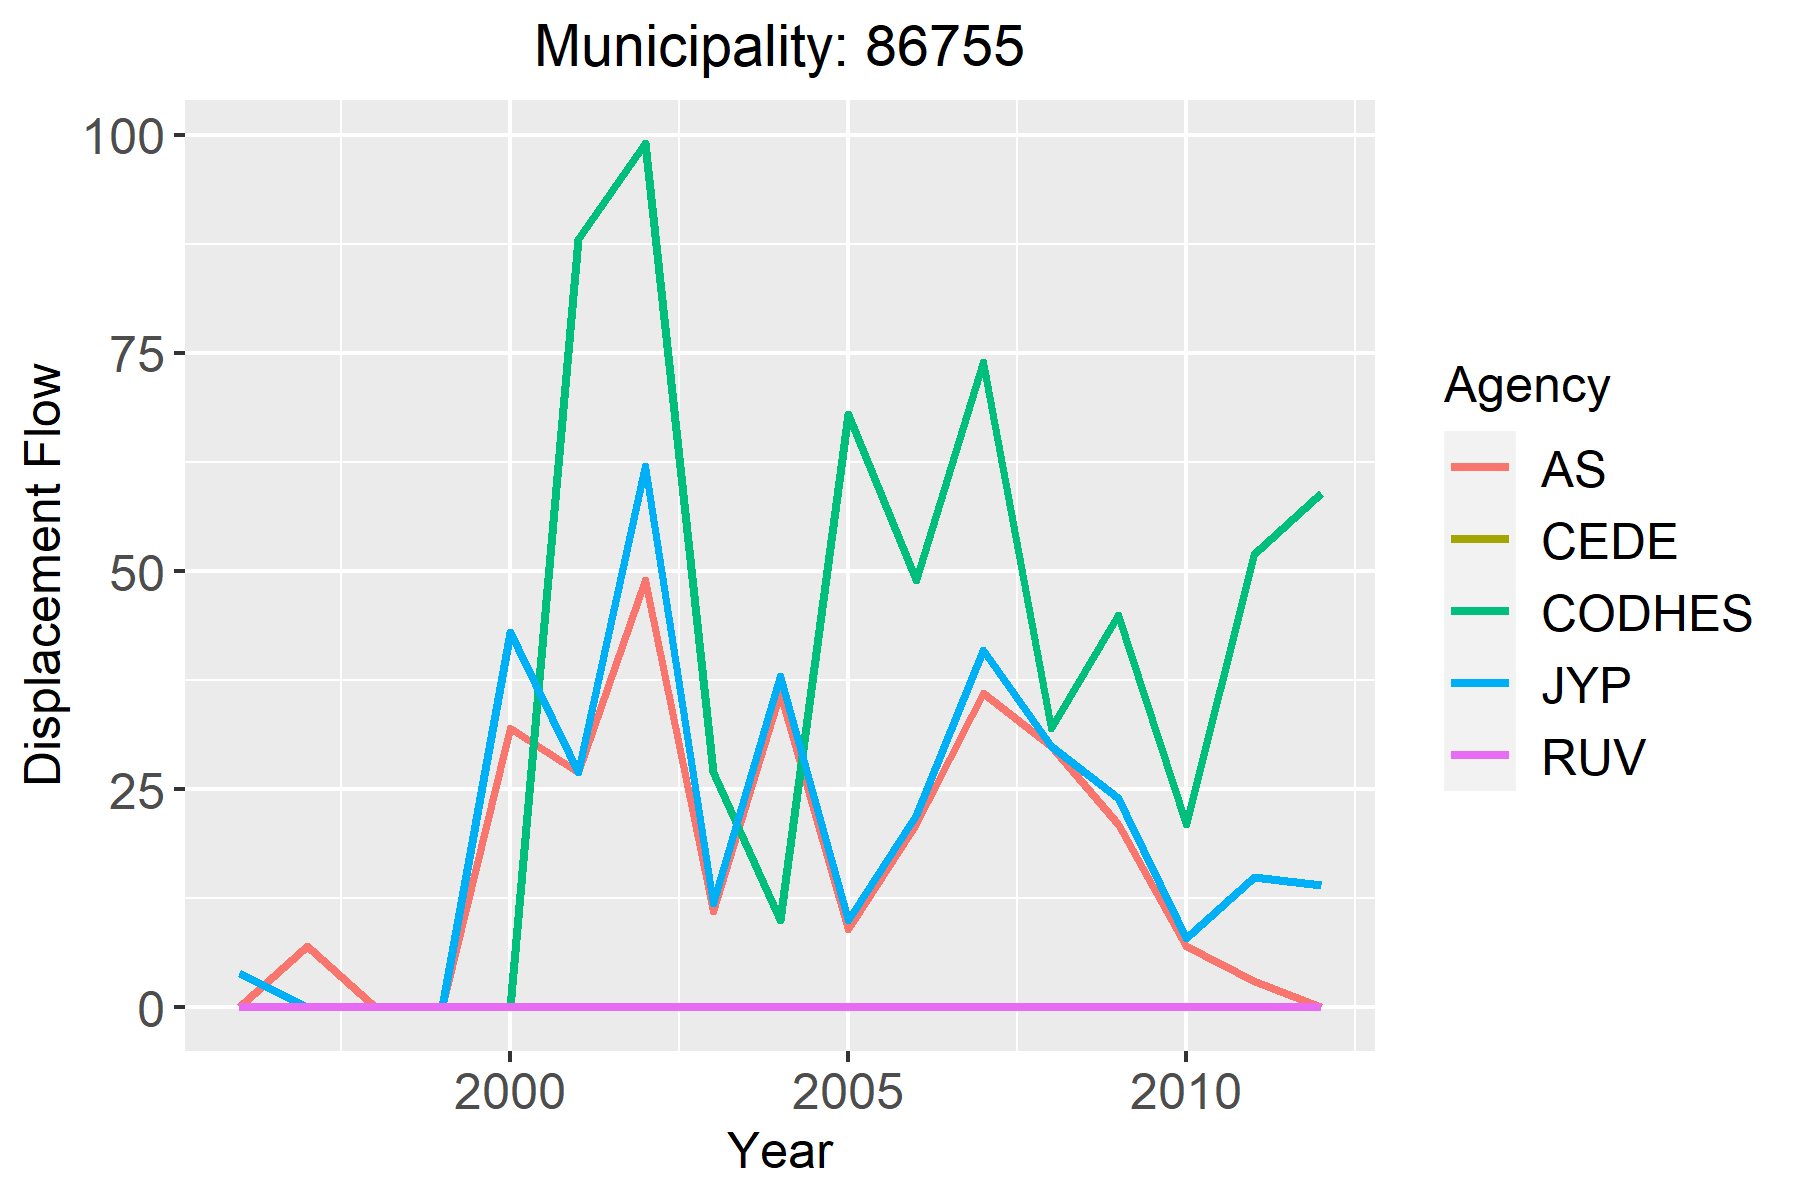 Municipality: 86755
100
75
50
25
0
Displacement Flow
2000 2005 2010
Year
Agency
AS
CEDE
CODHES
JYP
RUV